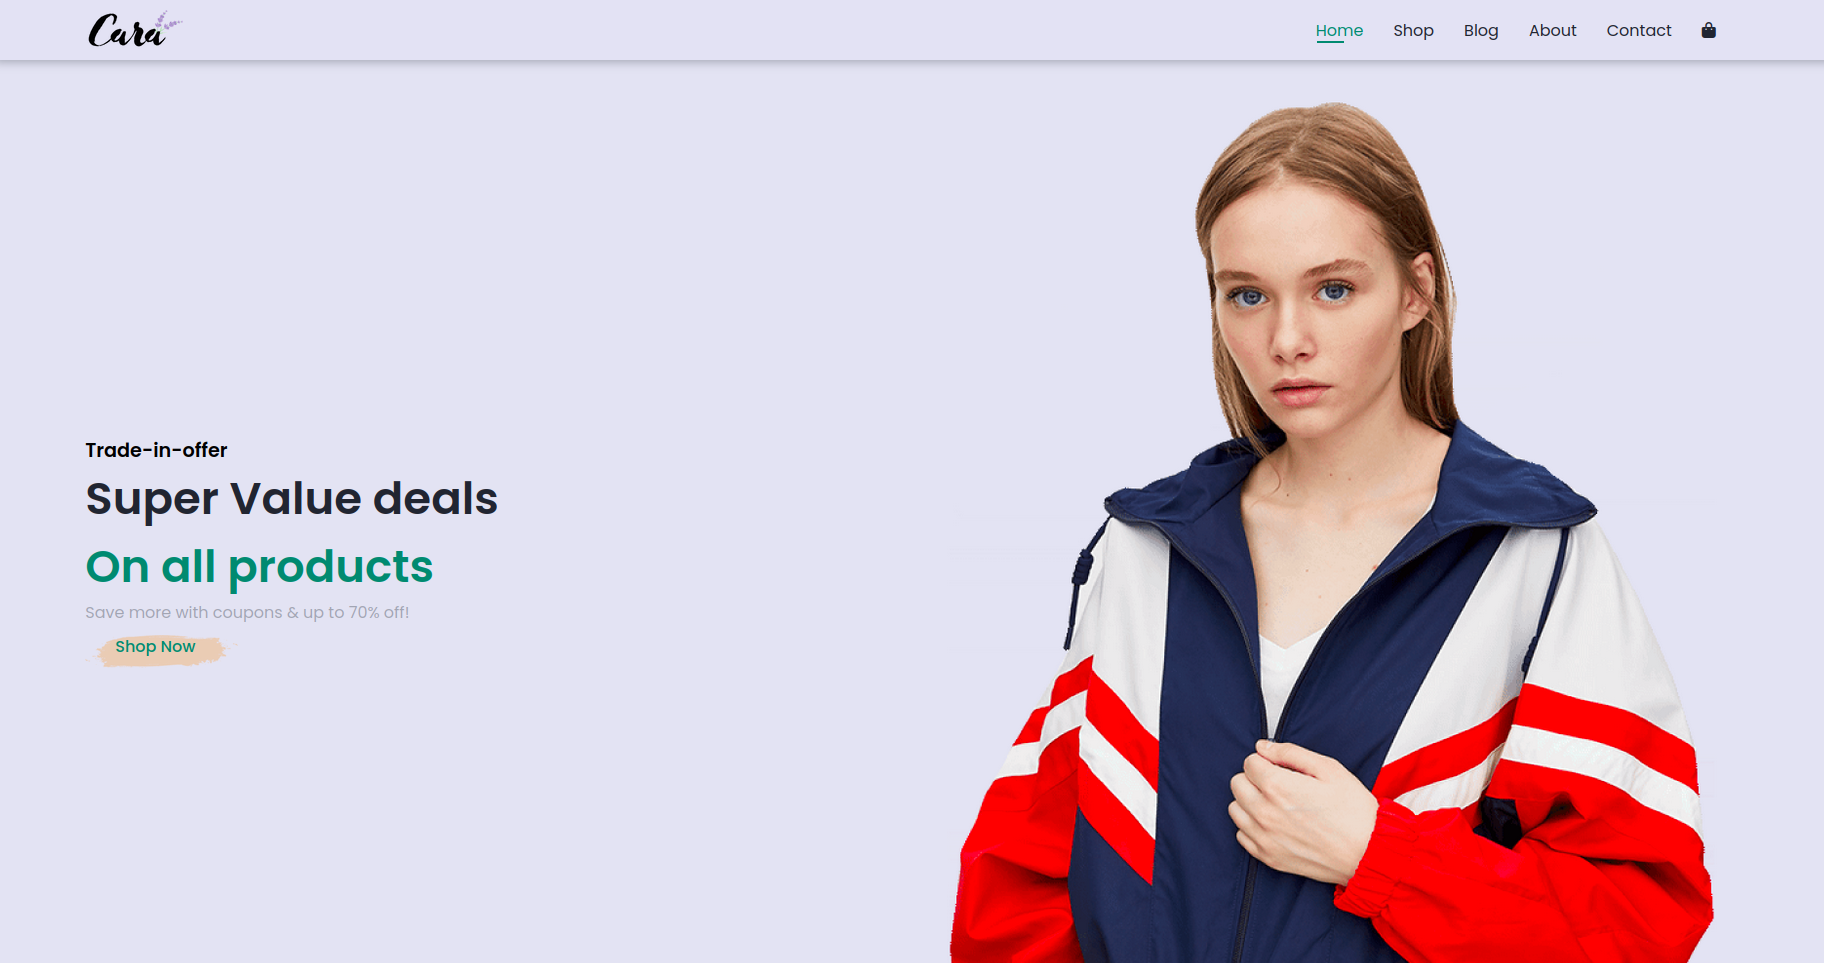 Cara
Home Shop Blog About Contact
Trade-in-offer
Super Value deals
On all products
Save more with coupons & up to 70% off!
Shop Now